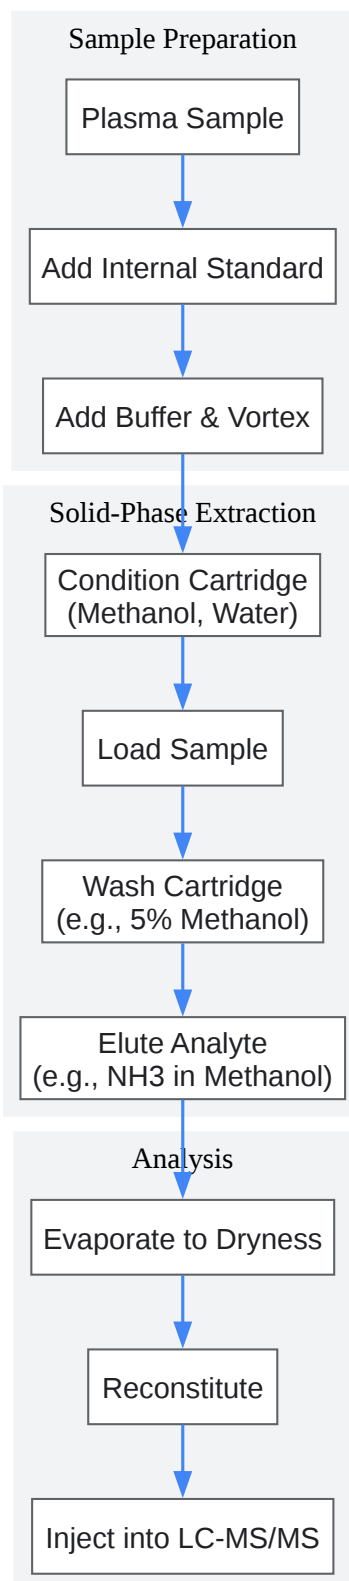 Sample Preparation
Plasma Sample
Add Internal Standard
Add Buffer & Vortex
Solid-Phase Extraction
Condition Cartridge
(Methanol, Water)
Load Sample
Wash Cartridge
(e.g., 5% Methanol)
Elute Analyte
(e.g., NH3 in Methanol)
Analysis
Evaporate to Dryness
Reconstitute
Inject into LC-MS/MS